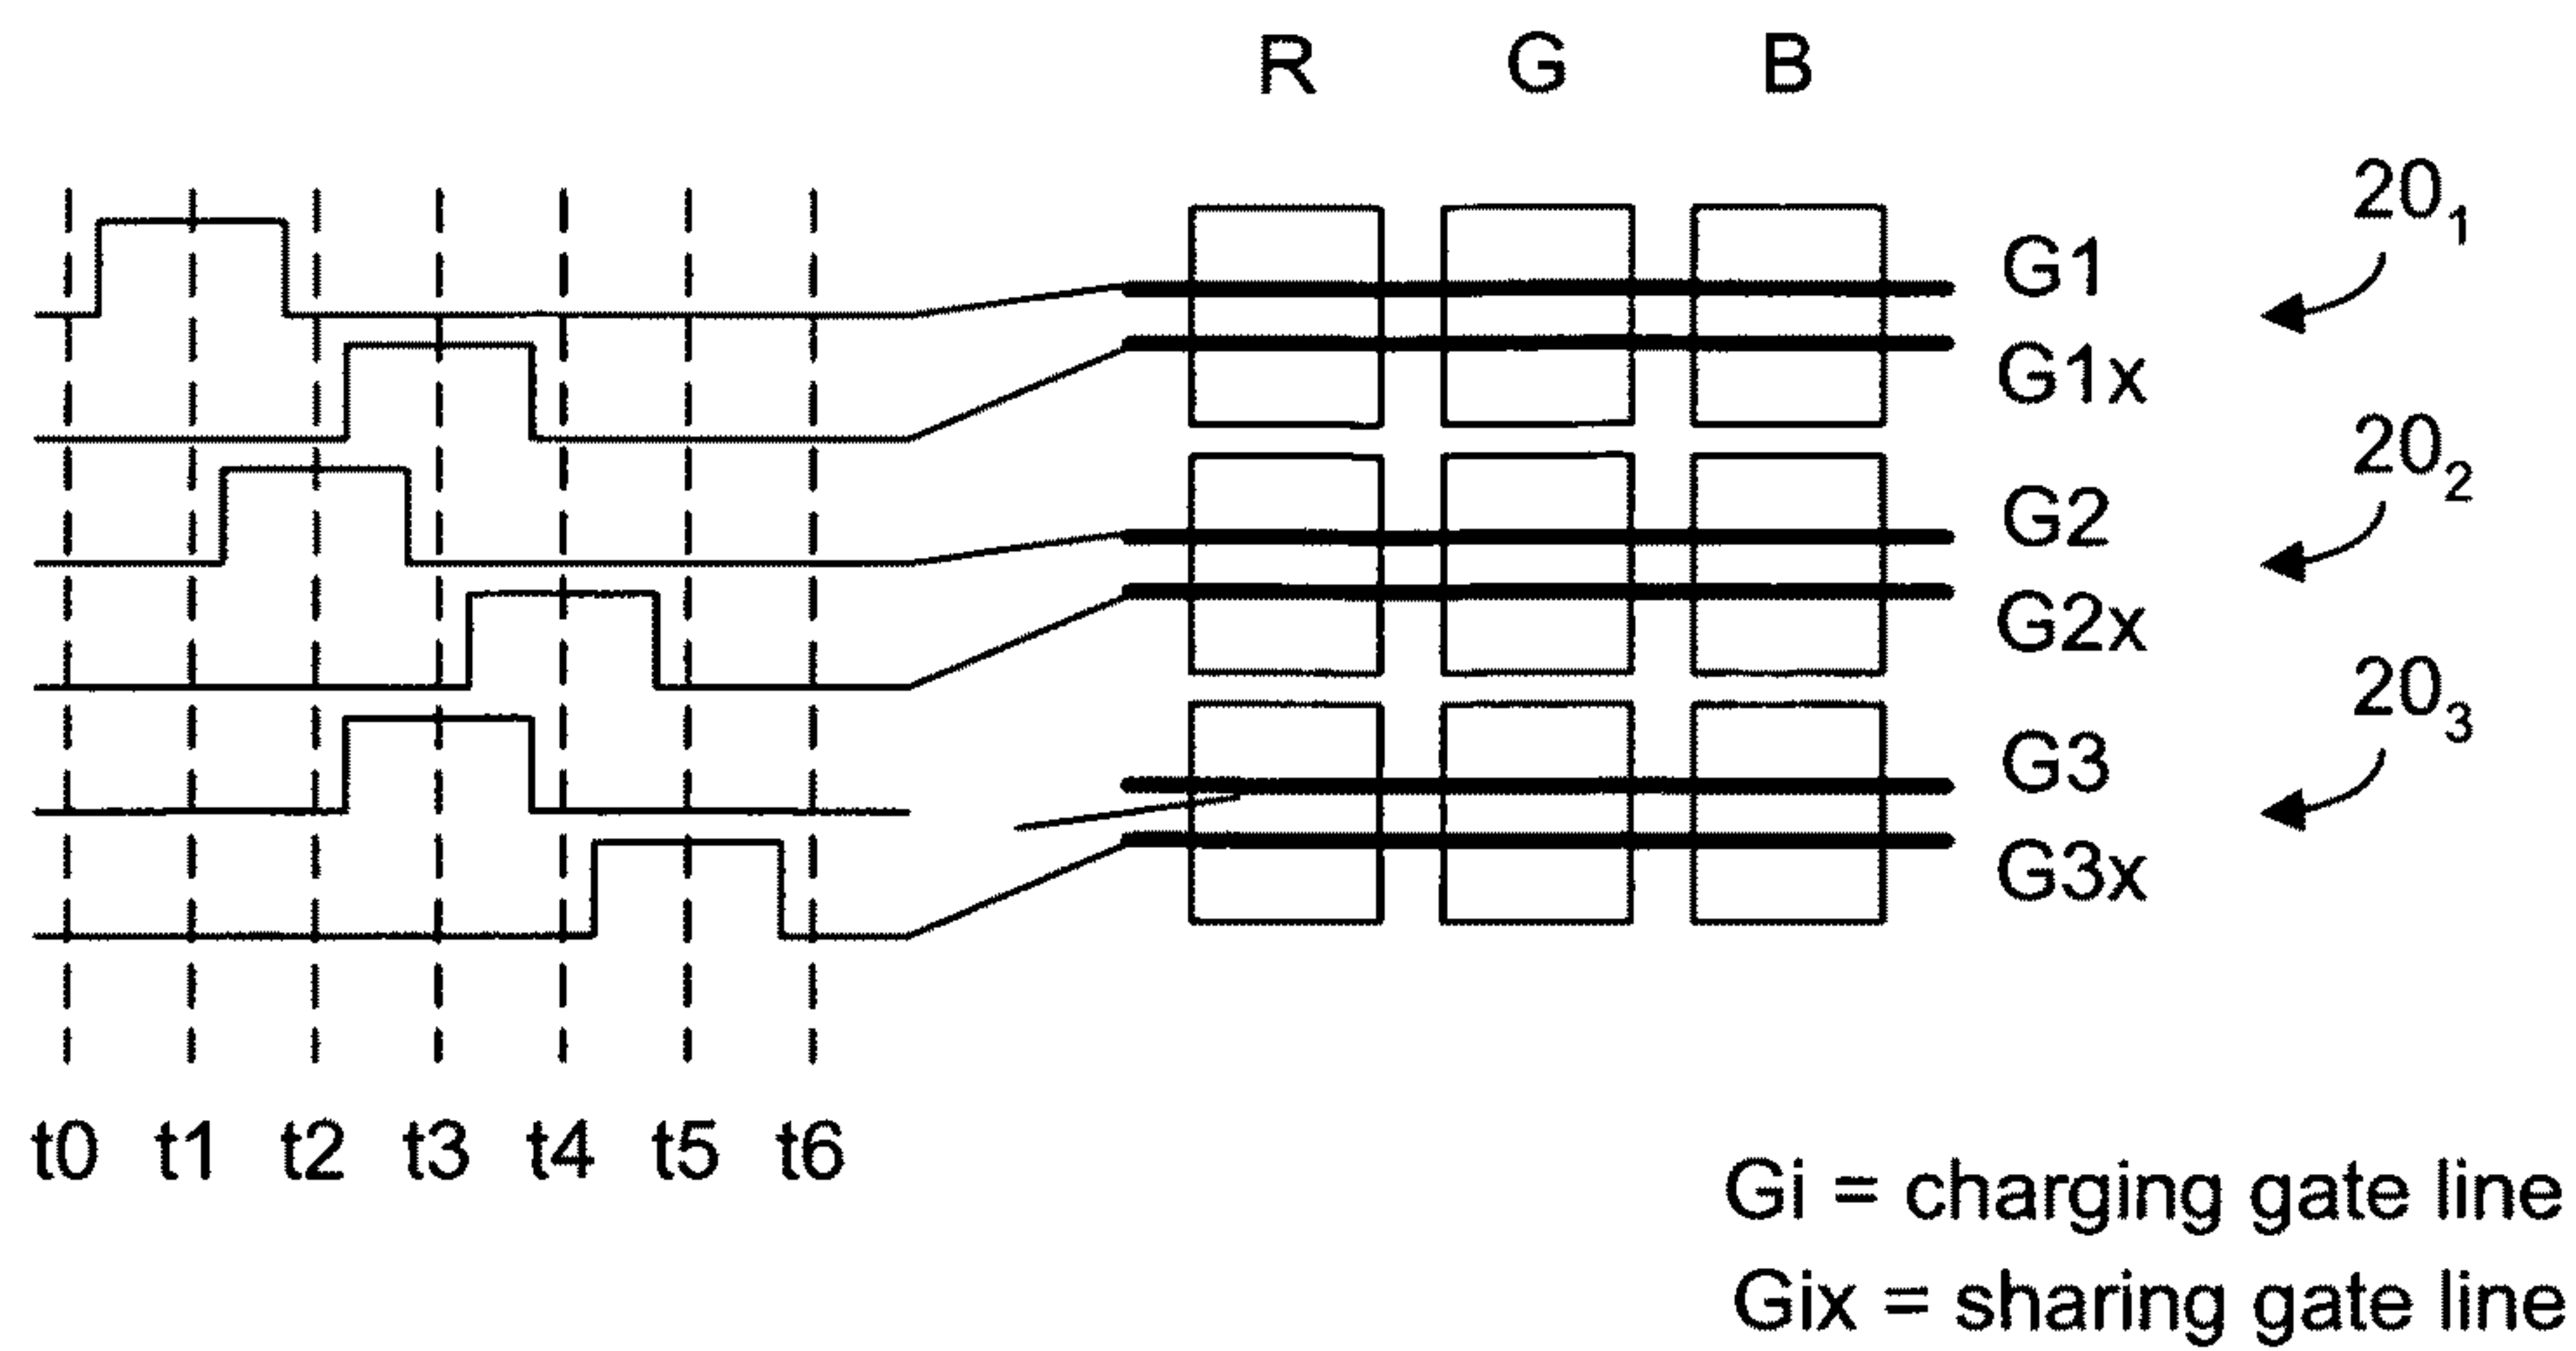 R G B
20₁
G1
G1x
20₂
G2
G2x
20₃
G3
G3x
t0 t1 t2 t3 t4 t5 t6
Gi = charging gate line
Gix = sharing gate line